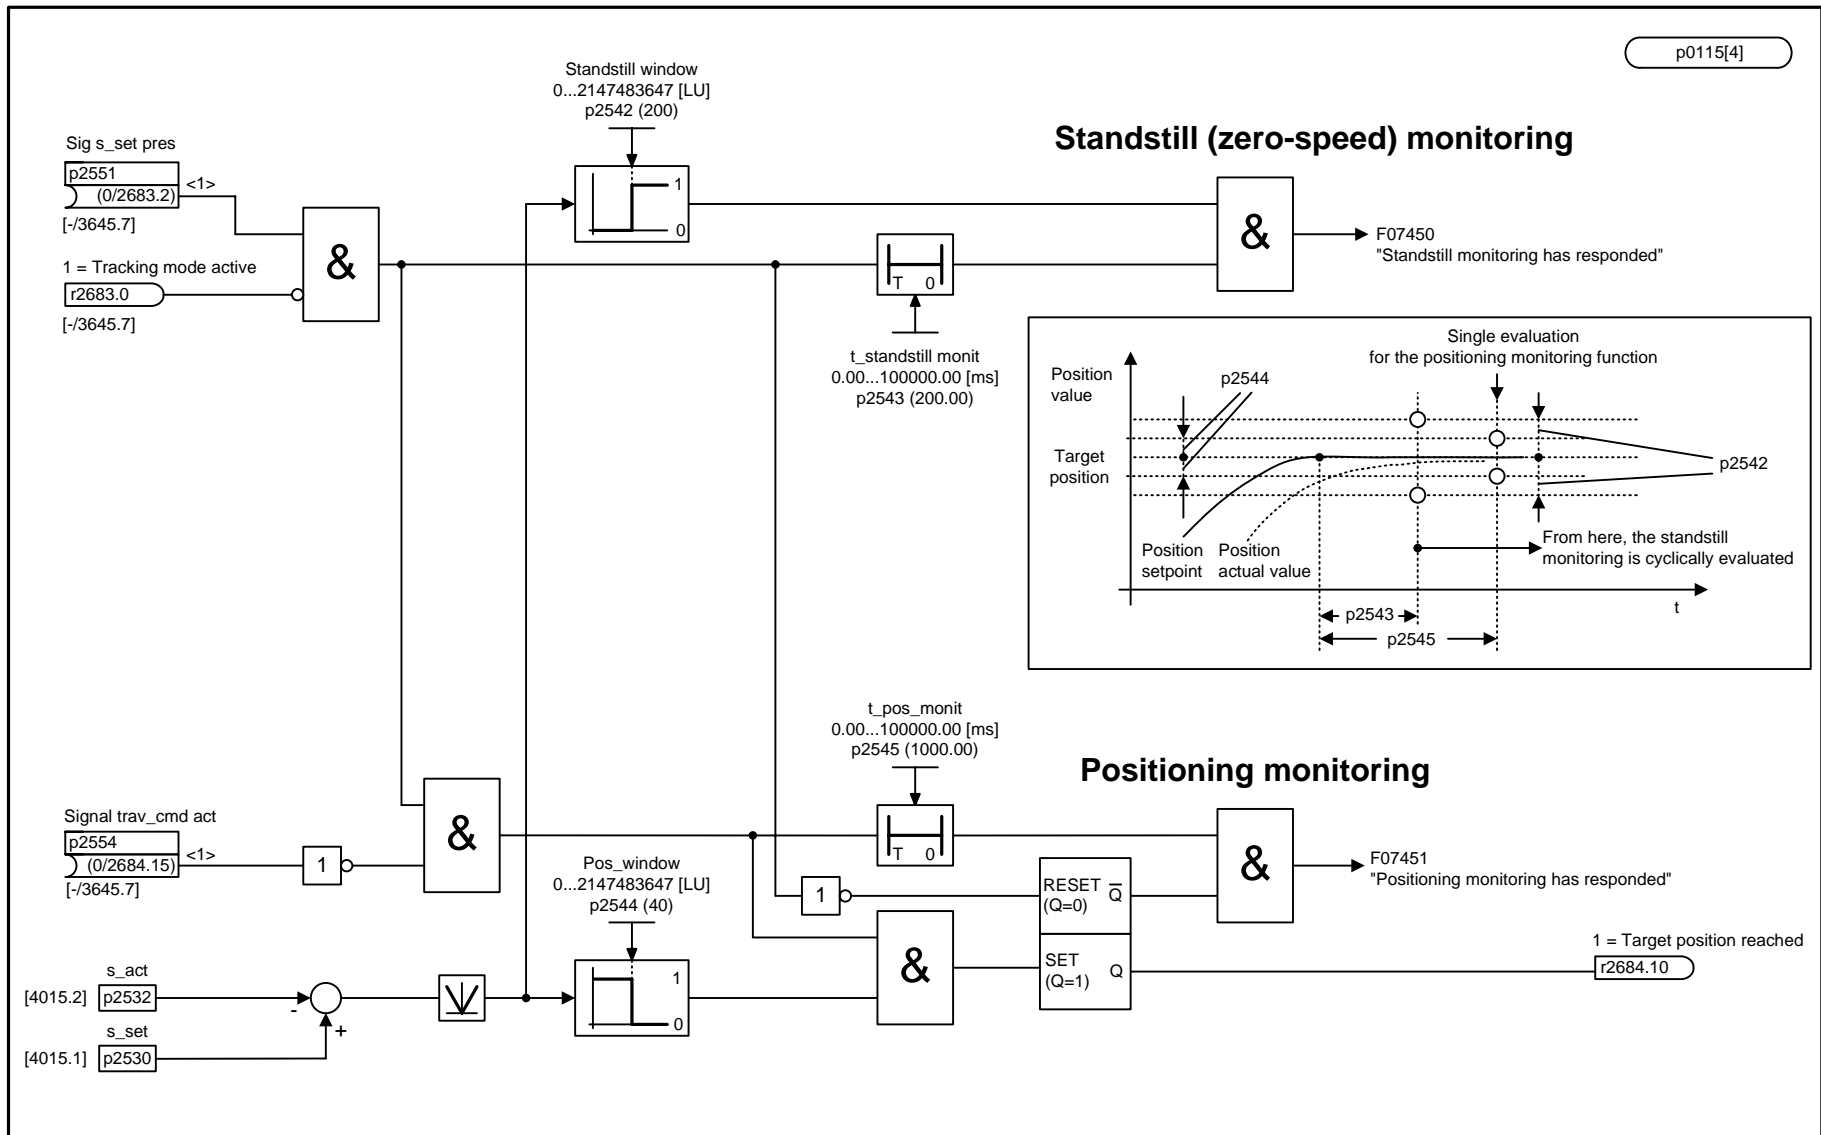 p0115[4]
Standstill window
0...2147483647 [LU]
p2542 (200)
Standstill (zero-speed) monitoring
Sig s_set pres
p2551
(0/2683.2)
<1>
[-/3645.7]
1
0
&
&
F07450
"Standstill monitoring has responded"
1 = Tracking mode active
r2683.0
[-/3645.7]
T 0
t_standstill monit
0.00...100000.00 [ms]
p2543 (200.00)
Single evaluation
for the positioning monitoring function
Position
value
p2544
Target
position
p2542
Position
setpoint
Position
actual value
From here, the standstill
monitoring is cyclically evaluated
t
p2543
p2545
t_pos_monit
0.00...100000.00 [ms]
p2545 (1000.00)
Positioning monitoring
Signal trav_cmd act
p2554
(0/2684.15)
<1>
[-/3645.7]
1
&
T 0
&
F07451
"Positioning monitoring has responded"
Pos_window
0...2147483647 [LU]
p2544 (40)
1
RESET Q̅
(Q=0)
SET Q
(Q=1)
&
1 = Target position reached
r2684.10
1
0
s_act
[4015.2] p2532
-
+
s_set
[4015.1] p2530